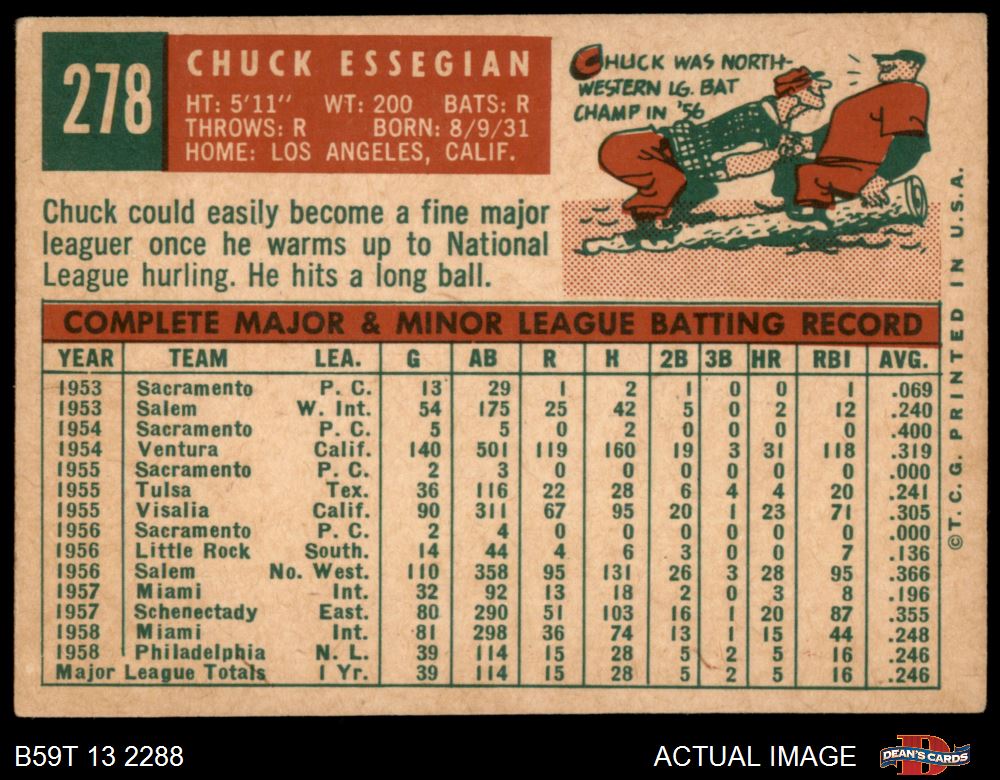 278
CHUCK ESSEGIAN
HT: 5'11" WT: 200 BATS: R
THROWS: R BORN: 8/9/31
HOME: LOS ANGELES, CALIF.
CHUCK WAS NORTH-
WESTERN LG. BAT
CHAMP IN '56
Chuck could easily become a fine major
leaguer once he warms up to National
League hurling. He hits a long ball.
COMPLETE MAJOR & MINOR LEAGUE BATTING RECORD
YEAR TEAM LEA. G AB R H 2B 3B HR RBI AVG.
1953 Sacramento P. C. 13 29 1 2 1 0 0 1 .069
1953 Salem W. Int. 54 175 25 42 5 0 2 12 .240
1954 Sacramento P. C. 5 5 0 2 0 0 0 0 .400
1954 Ventura Calif. 140 501 119 160 19 3 31 118 .319
1955 Sacramento P. C. 2 3 0 0 0 0 0 0 .000
1955 Tulsa Tex. 36 116 22 28 6 4 4 20 .241
1955 Visalia Calif. 90 311 67 95 20 1 23 71 .305
1956 Sacramento P. C. 2 4 0 0 0 0 0 0 .000
1956 Little Rock South. 14 44 4 6 3 0 0 7 .136
1956 Salem No. West. 110 358 95 131 26 3 28 95 .366
1957 Miami Int. 32 92 13 18 2 0 3 8 .196
1957 Schenectady East. 80 290 51 103 16 1 20 87 .355
1958 Miami Int. 81 298 36 74 13 1 15 44 .248
1958 Philadelphia N. L. 39 114 15 28 5 2 5 16 .246
Major League Totals 1 Yr. 39 114 15 28 5 2 5 16 .246
©T. C. G. PRINTED IN U.S.A.
B59T 13 2288
ACTUAL IMAGE
DEAN'S CARDS